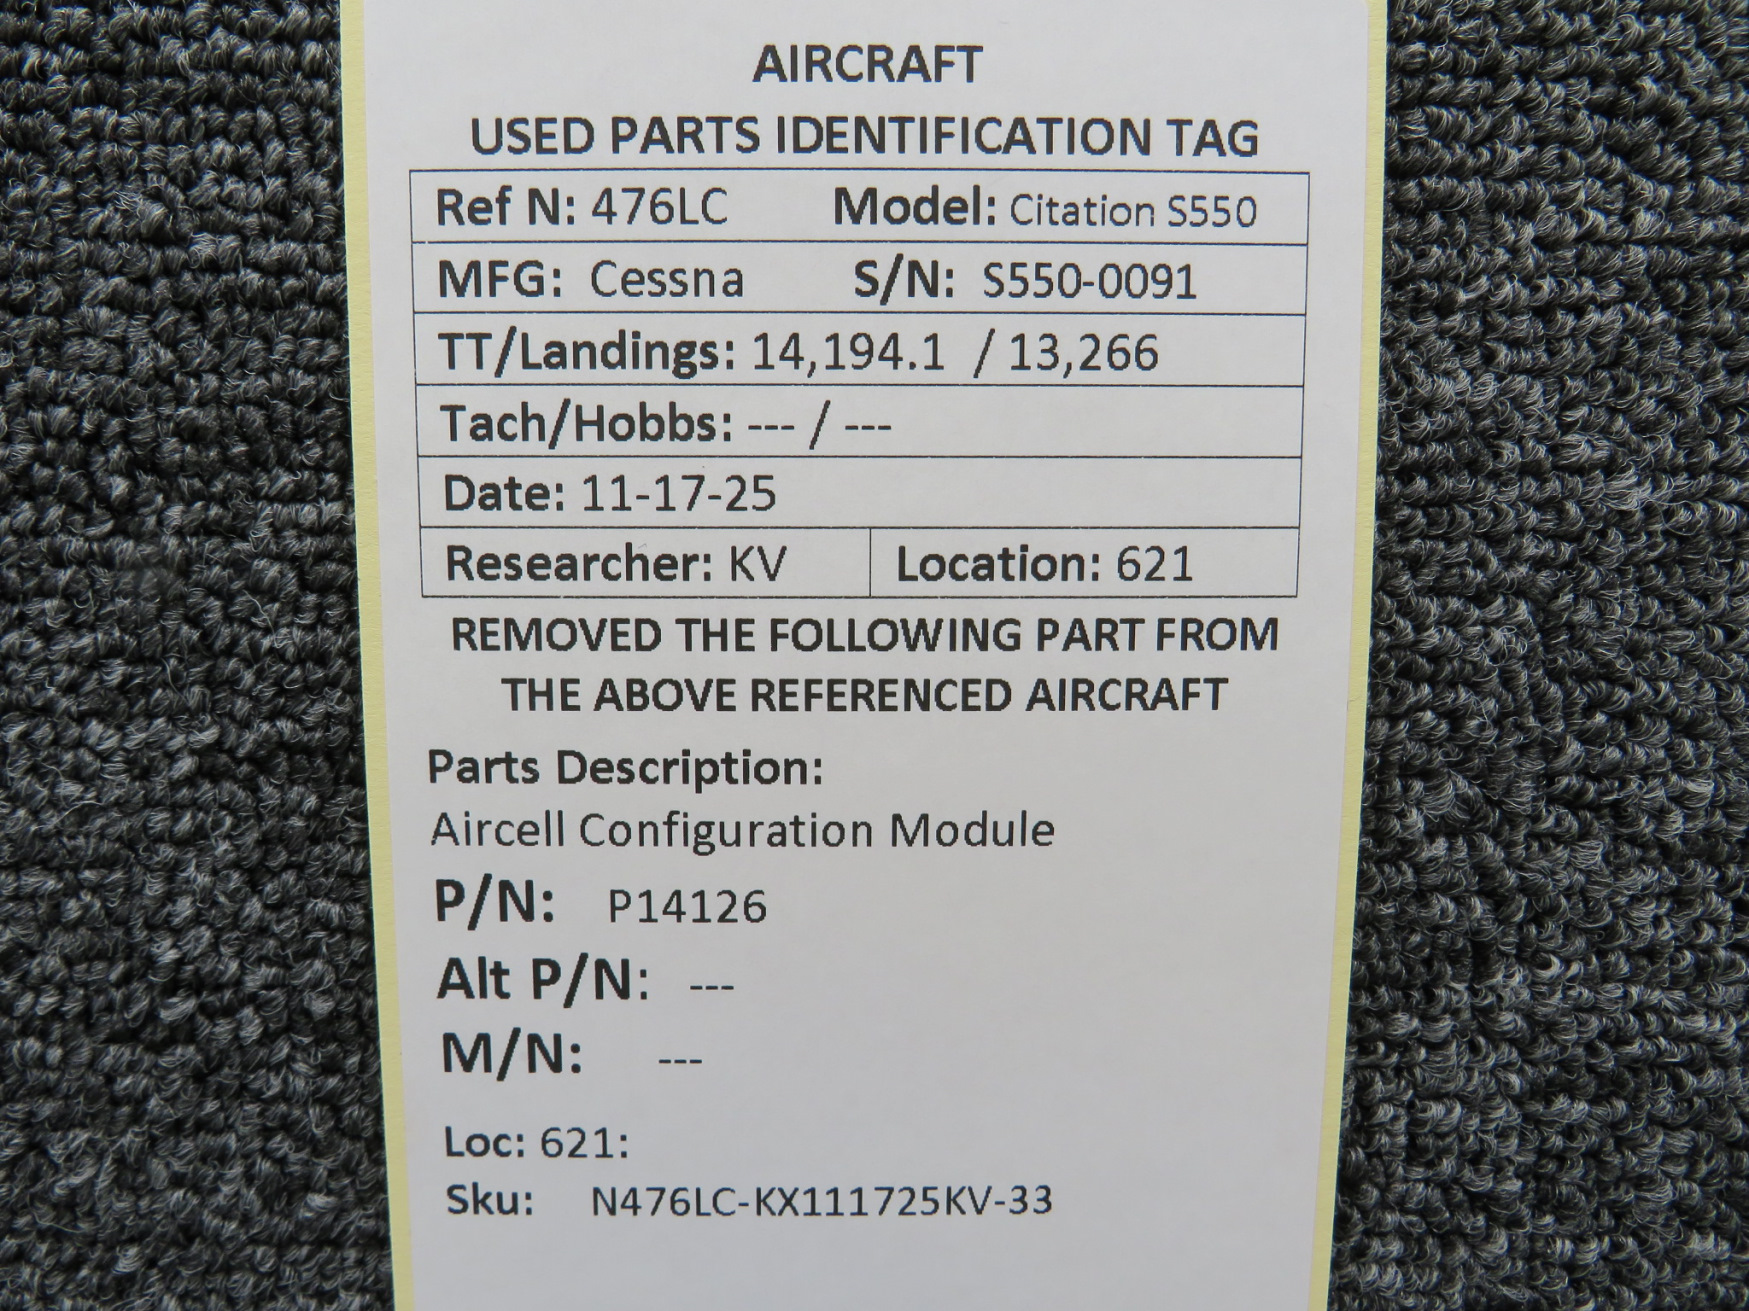 AIRCRAFT
USED PARTS IDENTIFICATION TAG
Ref N: 476LC Model: Citation S550
MFG: Cessna S/N: S550-0091
TT/Landings: 14,194.1 / 13,266
Tach/Hobbs: --- / ---
Date: 11-17-25
Researcher: KV Location: 621
REMOVED THE FOLLOWING PART FROM
THE ABOVE REFERENCED AIRCRAFT
Parts Description:
Aircell Configuration Module
P/N: P14126
Alt P/N: ---
M/N: ---
Loc: 621:
Sku: N476LC-KX111725KV-33